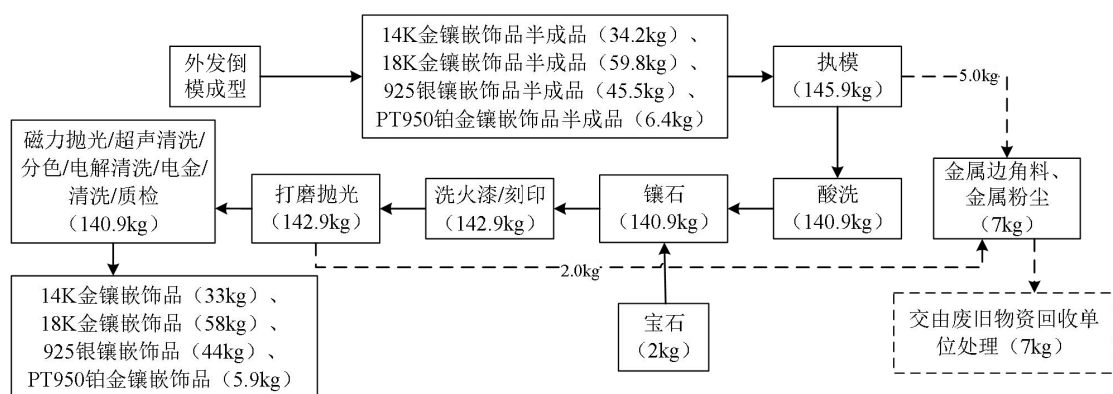 外发倒
模成型
14K金镶嵌饰品半成品（34.2kg）、
18K金镶嵌饰品半成品（59.8kg）、
925银镶嵌饰品半成品（45.5kg）、
PT950铂金镶嵌饰品半成品（6.4kg）
执模
（145.9kg）
5.0kg
磁力抛光/超声清洗/
分色/电解清洗/电金/
清洗/质检
（140.9kg）
打磨抛光
（142.9kg）
洗火漆/刻印
（142.9kg）
镶石
（140.9kg）
酸洗
（140.9kg）
金属边角料、
金属粉尘
（7kg）
2.0kg
14K金镶嵌饰品（33kg）、
18K金镶嵌饰品（58kg）、
925银镶嵌饰品（44kg）、
PT950铂金镶嵌饰品（5.9kg）
宝石
（2kg）
交由废旧物资回收单
位处理（7kg）